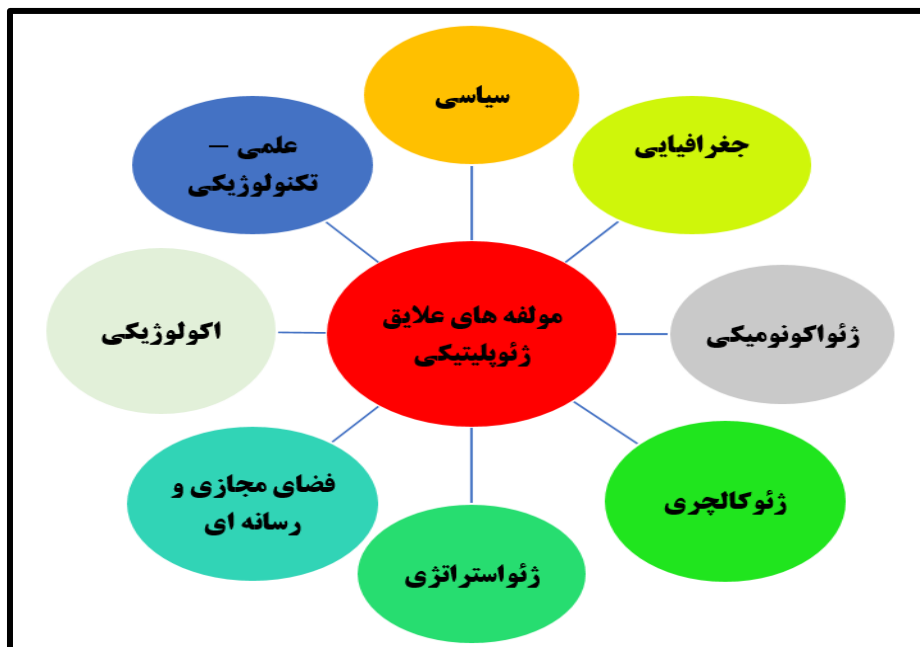 سیاسی
جغرافیایی
علمی –
تکنولوژیکی
مولفه های علایق
ژئوپلیتیکی
ژئواکونومیکی
اکولوژیکی
ژئوکالچری
فضای مجازی و
رسانه ای
ژئواستراتژی